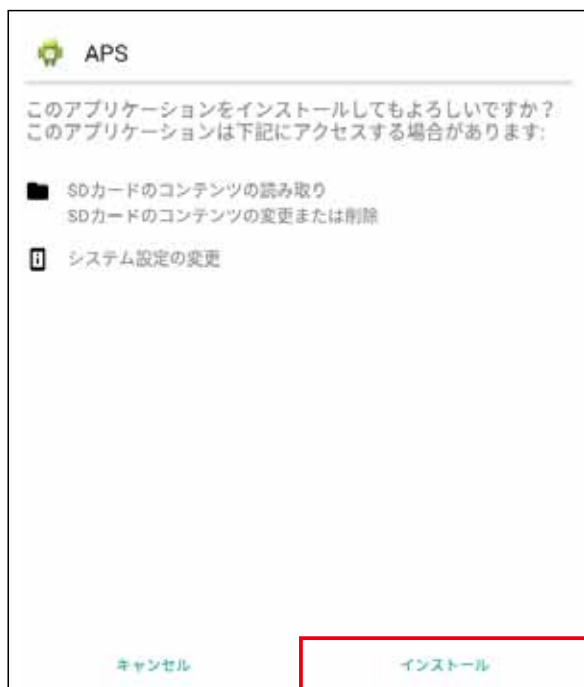 APS
このアプリケーションをインストールしてもよろしいですか？
このアプリケーションは下記にアクセスする場合があります:
SDカードのコンテンツの読み取り
SDカードのコンテンツの変更または削除
システム設定の変更
キャンセル インストール